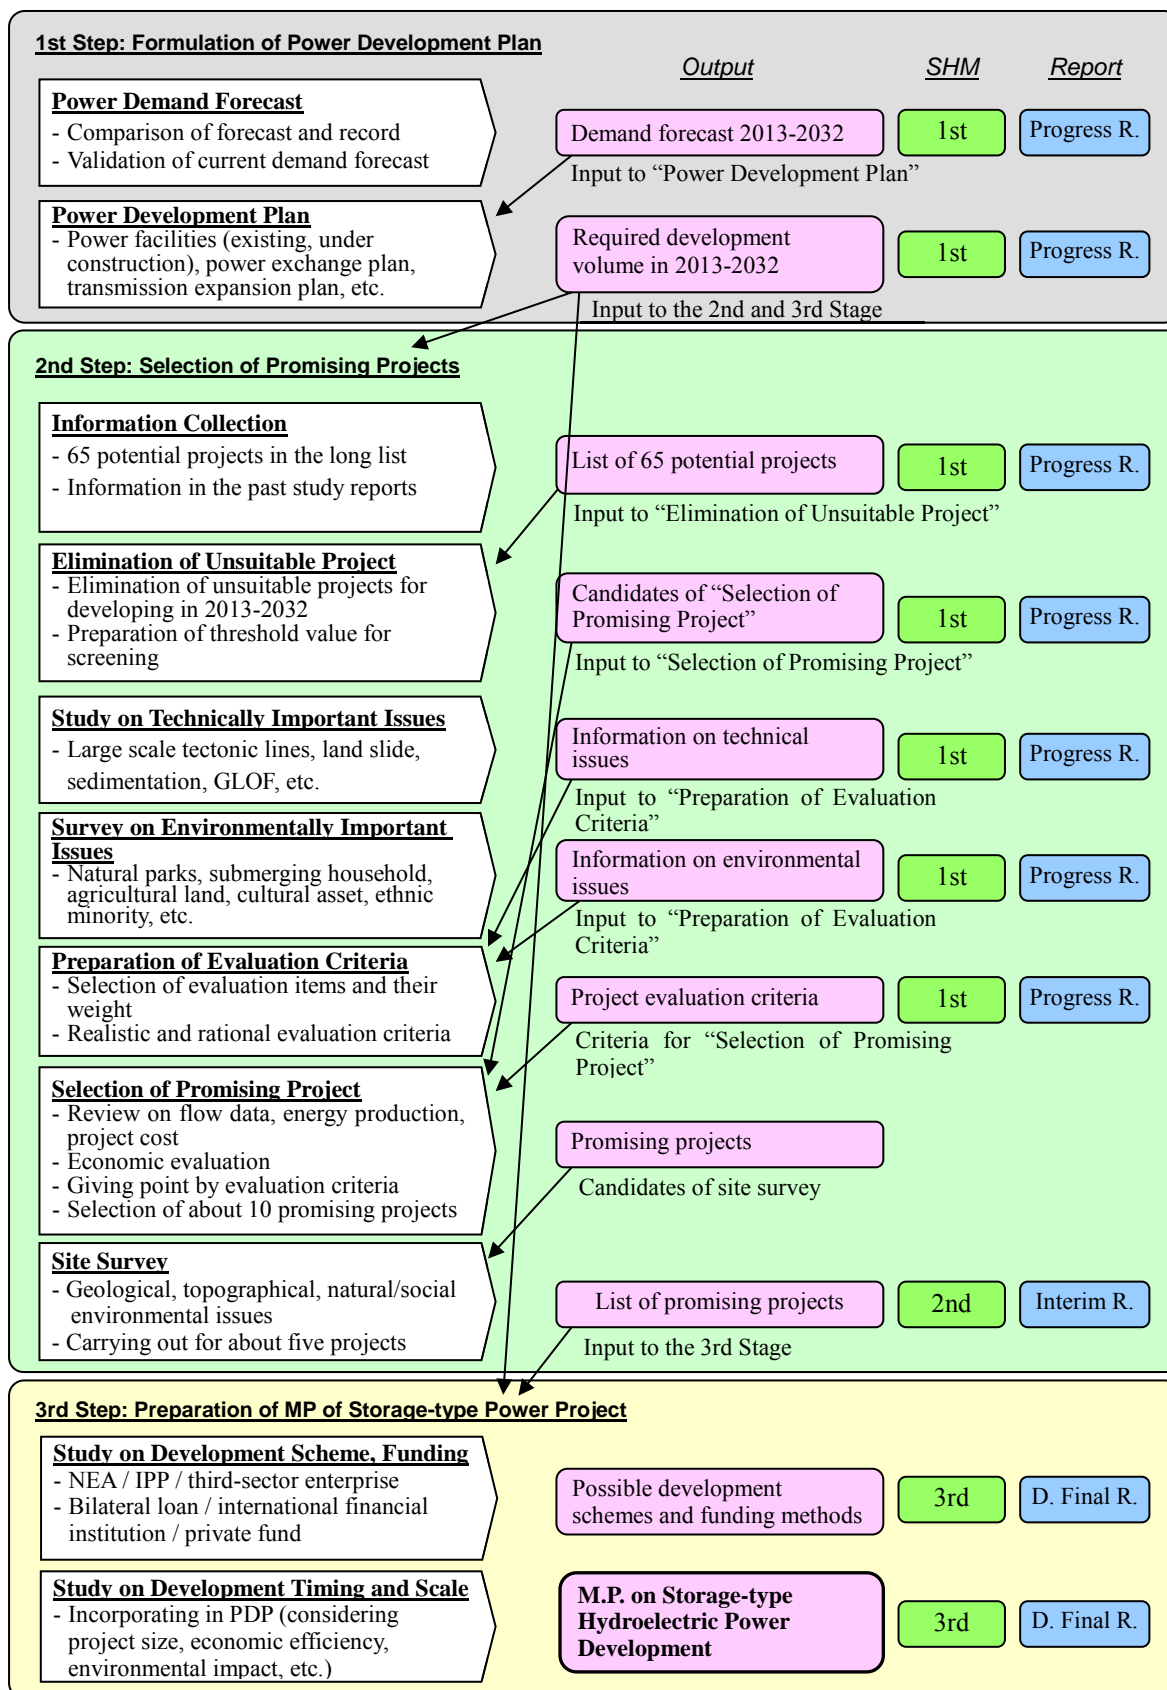 1st Step: Formulation of Power Development Plan
Output
SHM
Report
Power Demand Forecast
- Comparison of forecast and record
- Validation of current demand forecast
Demand forecast 2013-2032
1st
Progress R.
Input to “Power Development Plan”
Power Development Plan
- Power facilities (existing, under
construction), power exchange plan,
transmission expansion plan, etc.
Required development
volume in 2013-2032
1st
Progress R.
Input to the 2nd and 3rd Stage
2nd Step: Selection of Promising Projects
Information Collection
- 65 potential projects in the long list
- Information in the past study reports
List of 65 potential projects
1st
Progress R.
Input to “Elimination of Unsuitable Project”
Elimination of Unsuitable Project
- Elimination of unsuitable projects for
developing in 2013-2032
- Preparation of threshold value for
screening
Candidates of “Selection of
Promising Project”
1st
Progress R.
Input to “Selection of Promising Project”
Study on Technically Important Issues
- Large scale tectonic lines, land slide,
sedimentation, GLOF, etc.
Information on technical
issues
1st
Progress R.
Input to “Preparation of Evaluation
Criteria”
Survey on Environmentally Important
Issues
- Natural parks, submerging household,
agricultural land, cultural asset, ethnic
minority, etc.
Information on environmental
issues
1st
Progress R.
Input to “Preparation of Evaluation
Criteria”
Preparation of Evaluation Criteria
- Selection of evaluation items and their
weight
- Realistic and rational evaluation criteria
Project evaluation criteria
1st
Progress R.
Criteria for “Selection of Promising
Project”
Selection of Promising Project
- Review on flow data, energy production,
project cost
- Economic evaluation
- Giving point by evaluation criteria
- Selection of about 10 promising projects
Promising projects
Candidates of site survey
Site Survey
- Geological, topographical, natural/social
environmental issues
- Carrying out for about five projects
List of promising projects
2nd
Interim R.
Input to the 3rd Stage
3rd Step: Preparation of MP of Storage-type Power Project
Study on Development Scheme, Funding
- NEA / IPP / third-sector enterprise
- Bilateral loan / international financial
institution / private fund
Possible development
schemes and funding methods
3rd
D. Final R.
Study on Development Timing and Scale
- Incorporating in PDP (considering
project size, economic efficiency,
environmental impact, etc.)
M.P. on Storage-type
Hydroelectric Power
Development
3rd
D. Final R.